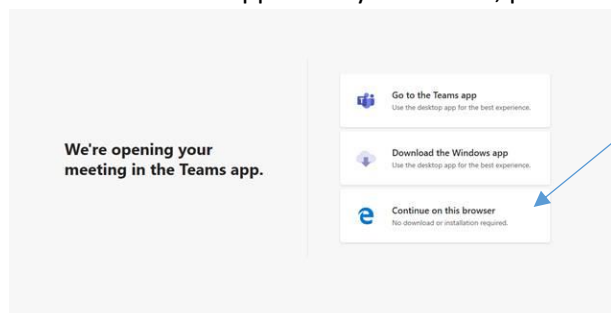 We're opening your
meeting in the Teams app.
Go to the Teams app
Use the desktop app for the best experience.
Download the Windows app
Use the desktop app for the best experience.
Continue on this browser
No download or installation required.